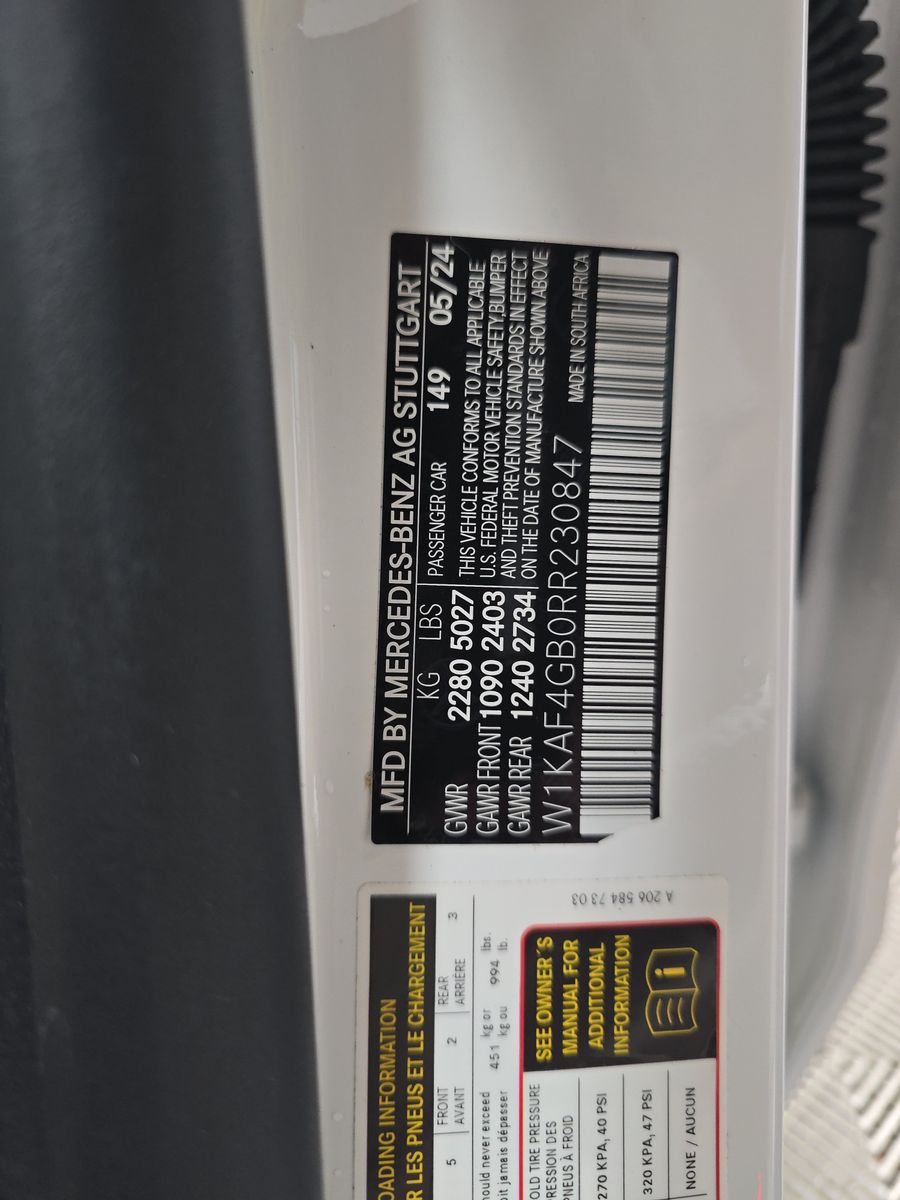 MFD BY MERCEDES-BENZ AG STUTTGART
KG LBS PASSENGER CAR 149 05/24
GVWR 2280 5027
GAWR FRONT 1090 2403
GAWR REAR 1240 2734
THIS VEHICLE CONFORMS TO ALL APPLICABLE
U.S. FEDERAL MOTOR VEHICLE SAFETY,BUMPER
AND THEFT PREVENTION STANDARDS IN EFFECT
ON THE DATE OF MANUFACTURE SHOWN ABOVE
W1KAF4GB0RR230847 MADE IN SOUTH AFRICA
OADING INFORMATION
R LES PNEUS ET LE CHARGEMENT
5 FRONT 2 REAR 3
AVANT ARRIÈRE
hould never exceed 451 kg or 994 lbs.
oit jamais dépasser kg ou lb.
OLD TIRE PRESSURE
RESSION DES
PNEUS À FROID
270 KPA, 40 PSI
320 KPA, 47 PSI
NONE / AUCUN
SEE OWNER'S
MANUAL FOR
ADDITIONAL
INFORMATION
A 206 584 73 03